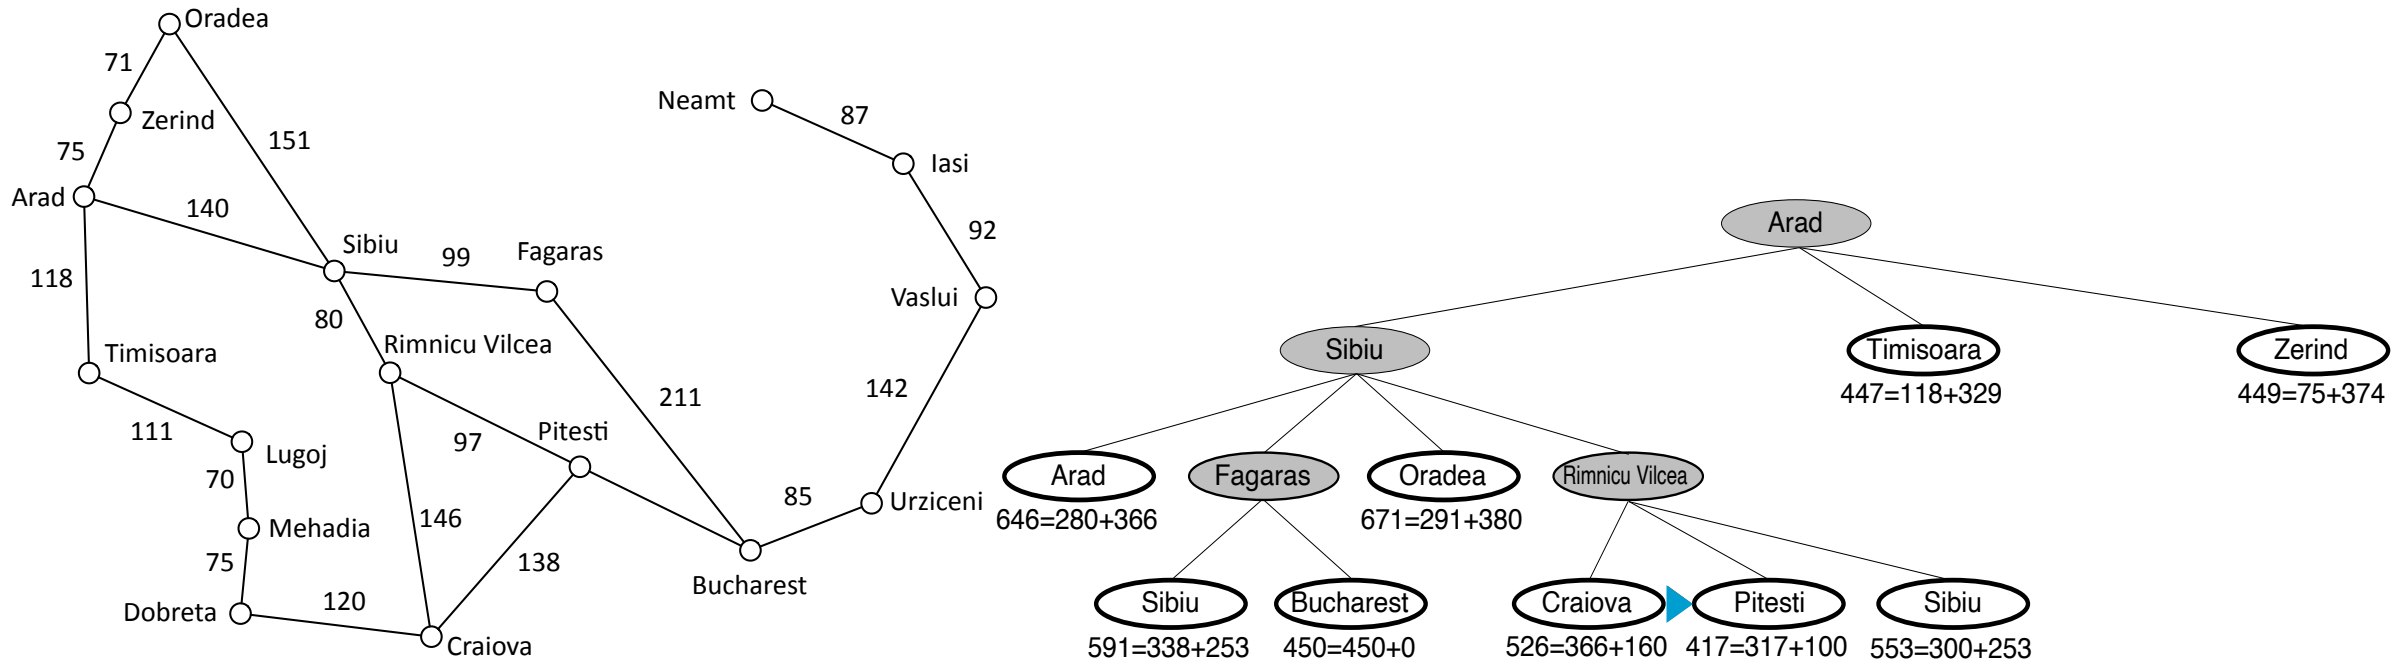 Oradea
71
Zerind
151
75
Arad
140
118
Sibiu
99
Fagaras
80
Rimnicu Vilcea
Timisoara
111
Lugoj
70
Mehadia
75
Dobreta
120
Craiova
146
97
Pitesti
138
211
Bucharest
85
Urziceni
142
Vaslui
92
Iasi
87
Neamt
Arad
Sibiu
Timisoara
447=118+329
Zerind
449=75+374
Arad
646=280+366
Fagaras
Oradea
671=291+380
Rimnicu Vilcea
Sibiu
591=338+253
Bucharest
450=450+0
Craiova
526=366+160
Pitesti
417=317+100
Sibiu
553=300+253